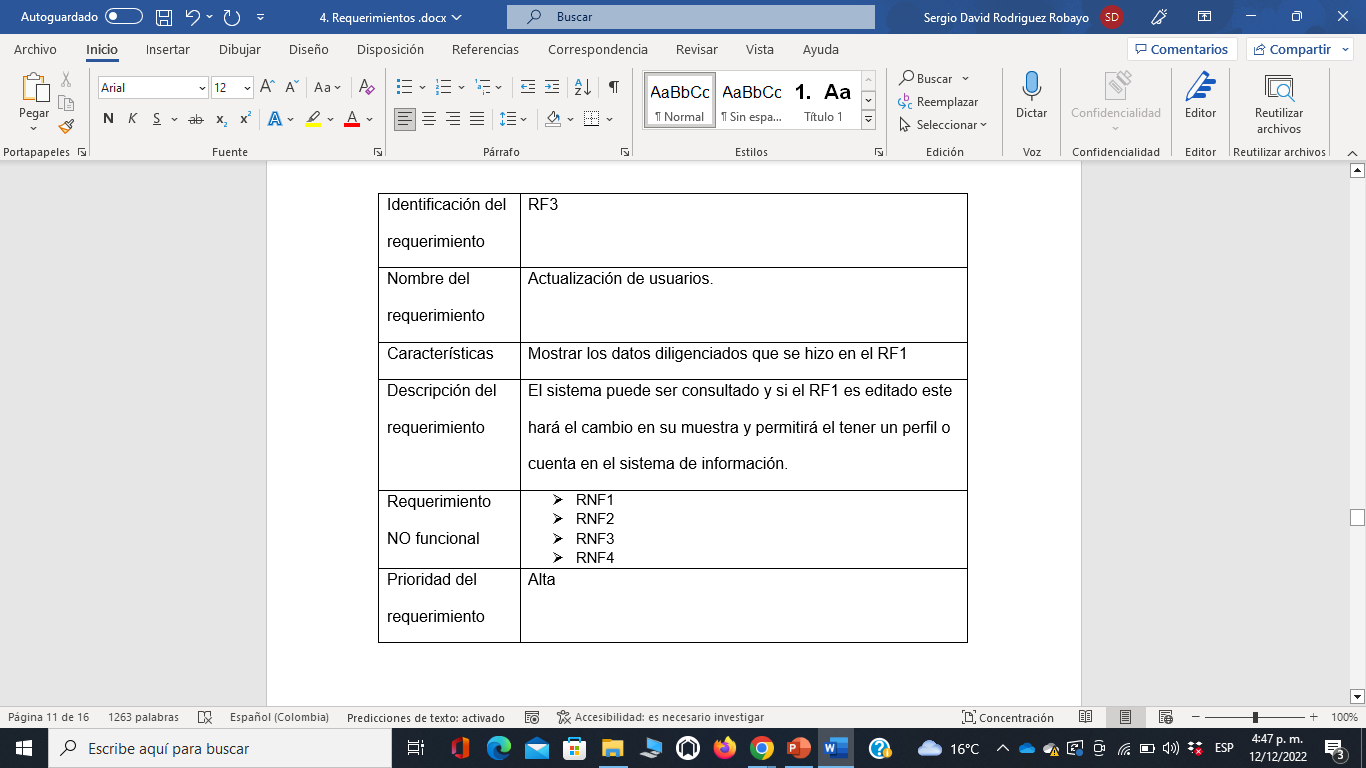 Autoguardado
4. Requerimientos .docx
Buscar
Sergio David Rodriguez Robayo
SD
Archivo
Inicio
Insertar
Dibujar
Diseño
Disposición
Referencias
Correspondencia
Revisar
Vista
Ayuda
Comentarios
Compartir
Pegar
Arial
12
N K S ab x2 x2 A A
Aa
AaBbCc
¶ Normal
AaBbCc
¶ Sin espa...
1. Aa
Título 1
Buscar
Reemplazar
Seleccionar
Dictar
Confidencialidad
Editor
Reutilizar
archivos
Portapapeles
Fuente
Párrafo
Estilos
Edición
Voz
Confidencialidad
Editor
Reutilizar archivos
Identificación del
requerimiento
RF3
Nombre del
requerimiento
Actualización de usuarios.
Características
Mostrar los datos diligenciados que se hizo en el RF1
Descripción del
requerimiento
El sistema puede ser consultado y si el RF1 es editado este
hará el cambio en su muestra y permitirá el tener un perfil o
cuenta en el sistema de información.
Requerimiento
NO funcional
RNF1
RNF2
RNF3
RNF4
Prioridad del
requerimiento
Alta
Página 11 de 16
1263 palabras
Español (Colombia)
Predicciones de texto: activado
Accesibilidad: es necesario investigar
Concentración
100%
Escribe aquí para buscar
16°C
ESP
4:47 p. m.
12/12/2022
3